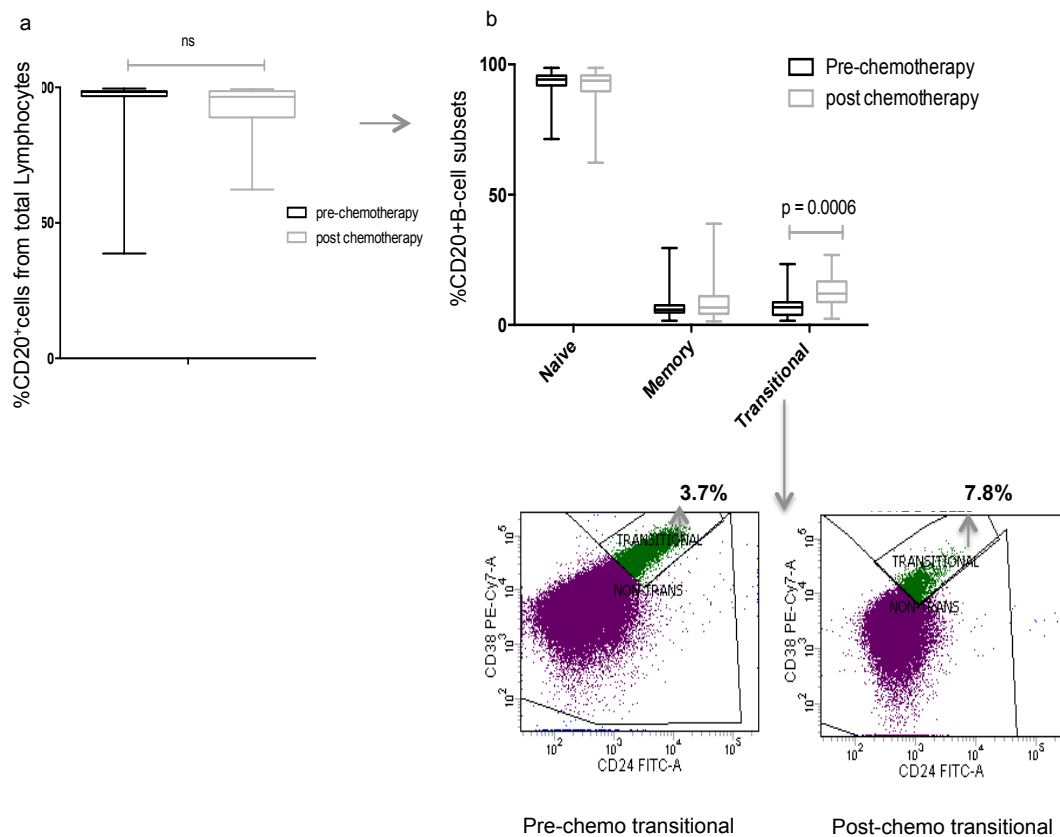 a
ns
%CD20⁺cells from total Lymphocytes
00
50
0
pre-chemotherapy
post chemotherapy
b
%CD20+B-cell subsets
100
50
0
Pre-chemotherapy
post chemotherapy
p = 0.0006
Naive
Memory
Transitional
3.7%
TRANSITIONAL
NON-TRANS
CD38 PE-Cy7-A
10⁵
10⁴
10³
10²
10² 10³ 10⁴ 10⁵
CD24 FITC-A
Pre-chemo transitional
7.8%
TRANSITIONAL
NON-TRANS
CD38 PE-Cy7-A
10⁵
10⁴
10³
10²
10² 10³ 10⁴ 10⁵
CD24 FITC-A
Post-chemo transitional